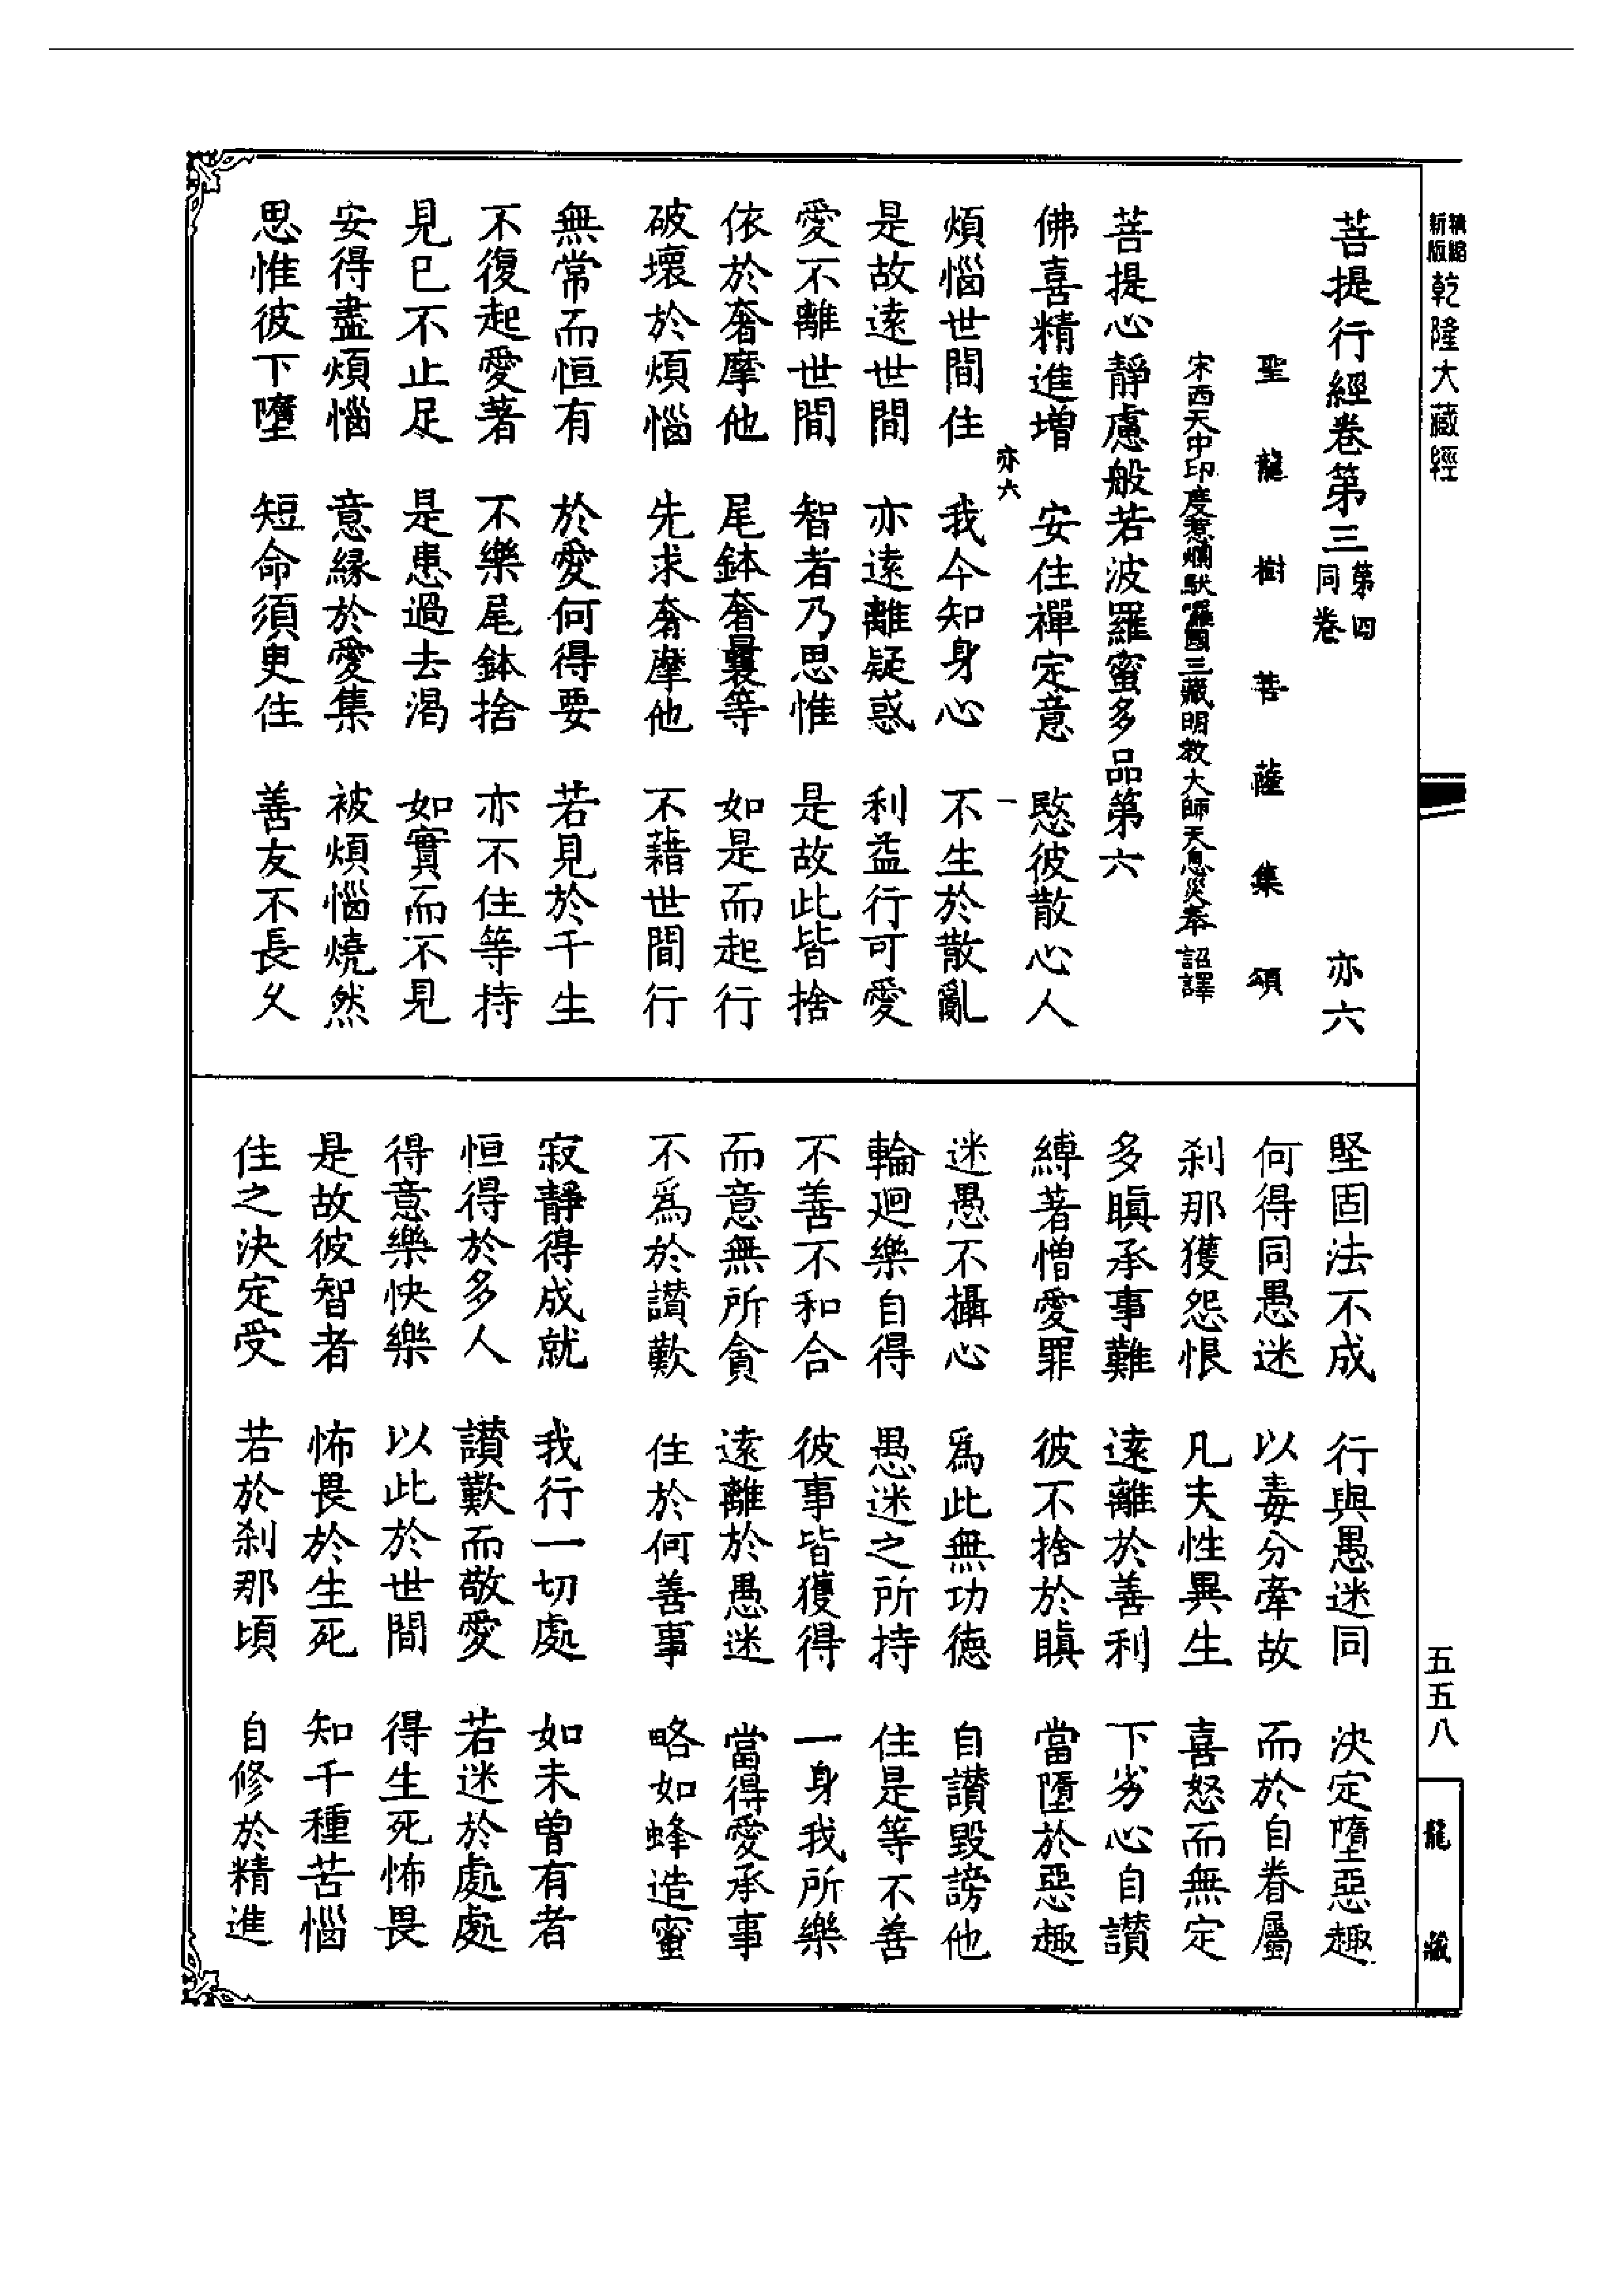 精縮新版乾隆大藏經
五五八
龍藏
菩提行經卷第三 第四同卷 亦六
聖龍樹菩薩集頌
宋西天中印度惹爛馱囉國三藏明教大師天息災奉 詔譯
菩提心靜慮般若波羅蜜多品第六
佛喜精進增 安住禪定意 愍彼散心人
亦六 一
煩惱世間住 我今知身心 不生於散亂
是故遠世間 亦遠離疑惑 利益行可愛
愛不離世間 智者乃思惟 是故此皆捨
依於奢摩他 尾鉢奢曩等 如是而起行
破壞於煩惱 先求奢摩他 不藉世間行
無常而恒有 於愛何得要 若見於千生
不復起愛著 不樂尾鉢捨 亦不住等持
見已不止足 是患過去渴 如實而不見
安得盡煩惱 意緣於愛集 被煩惱燒然
思惟彼下墮 短命須臾住 善友不長久
堅固法不成 行與愚迷同 決定墮惡趣
何得同愚迷 以毒分牽故 而於自眷屬
刹那獲怨恨 凡夫性異生 喜怒而無定
多瞋承事難 遠離於善利 下劣心自讚
縛著憎愛罪 彼不捨於瞋 當墮於惡趣
迷愚不攝心 爲此無功德 自讚毀謗他
輪迴樂自得 愚迷之所持 住是等不善
不善不和合 彼事皆獲得 一身我所樂
而意無所貪 遠離於愚迷 當得愛承事
不爲於讚歎 住於何善事 略如蜂造蜜
寂靜得成就 我行一切處 如未曾有者
恒得於多人 讚歎而敬愛 若迷於處處
得意樂快樂 以此於世間 得生死怖畏
是故彼智者 怖畏於生死 知千種苦惱
住之決定受 若於刹那頃 自修於精進